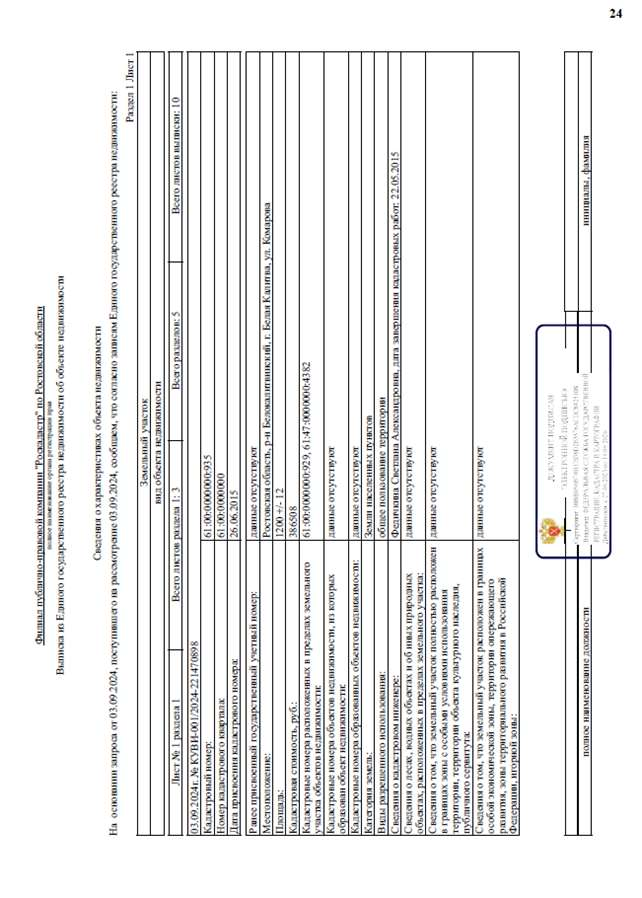 24
Филиал публично-правовой компании "Роскадастр" по Ростовской области
полное наименование органа регистрации прав
Выписка из Единого государственного реестра недвижимости об объекте недвижимости
Сведения о характеристиках объекта недвижимости
На основании запроса от 03.09.2024, поступившего на рассмотрение 03.09.2024, сообщаем, что согласно записям Единого государственного реестра недвижимости:
Раздел 1 Лист 1
Земельный участок
вид объекта недвижимости
Лист № 1 раздела 1 Всего листов раздела 1: 3 Всего разделов: 5 Всего листов выписки: 10
03.09.2024г. № КУВИ-001/2024-221470898
Кадастровый номер: 61:00:0000000:935
Номер кадастрового квартала: 61:00:0000000
Дата присвоения кадастрового номера: 26.06.2015
Ранее присвоенный государственный учетный номер: данные отсутствуют
Местоположение: Ростовская область, р-н Белокалитвинский, г. Белая Калитва, ул. Комарова
Площадь: 1200 +/- 12
Кадастровая стоимость, руб.: 386508
Кадастровые номера расположенных в пределах земельного 61:00:0000000:929, 61:47:0000000:4382
участка объектов недвижимости:
Кадастровые номера объектов недвижимости, из которых данные отсутствуют
образован объект недвижимости:
Кадастровые номера образованных объектов недвижимости: данные отсутствуют
Категория земель: Земли населенных пунктов
Виды разрешенного использования: общее пользование территории
Сведения о кадастровом инженере: Федянина Светлана Александровна, дата завершения кадастровых работ: 22.05.2015
Сведения о лесах, водных объектах и об иных природных данные отсутствуют
объектах, расположенных в пределах земельного участка:
Сведения о том, что земельный участок полностью расположен данные отсутствуют
в границах зоны с особыми условиями использования
территории, территории объекта культурного наследия,
публичного сервитута:
Сведения о том, что земельный участок расположен в границах данные отсутствуют
особой экономической зоны, территории опережающего
развития, зоны территориального развития в Российской
Федерации, игорной зоны:
ДОКУМЕНТ ПОДПИСАН
ЭЛЕКТРОННОЙ ПОДПИСЬЮ
полное наименование должности инициалы, фамилия